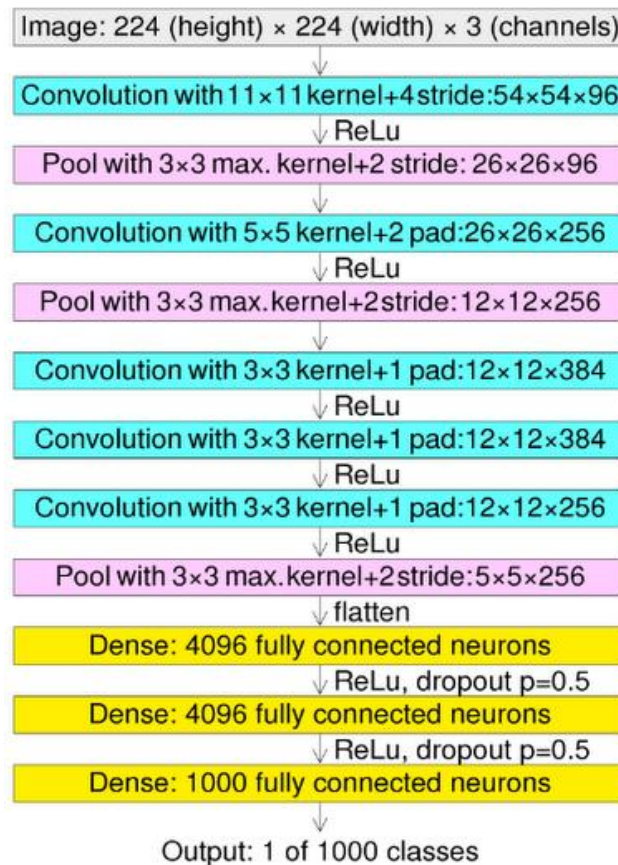 Image: 224 (height) × 224 (width) × 3 (channels)
Convolution with 11×11 kernel+4 stride:54×54×96
ReLu
Pool with 3×3 max. kernel+2 stride: 26×26×96
Convolution with 5×5 kernel+2 pad:26×26×256
ReLu
Pool with 3×3 max.kernel+2stride:12×12×256
Convolution with 3×3 kernel+1 pad:12×12×384
ReLu
Convolution with 3×3 kernel+1 pad:12×12×384
ReLu
Convolution with 3×3 kernel+1 pad:12×12×256
ReLu
Pool with 3×3 max.kernel+2stride:5×5×256
flatten
Dense: 4096 fully connected neurons
ReLu, dropout p=0.5
Dense: 4096 fully connected neurons
ReLu, dropout p=0.5
Dense: 1000 fully connected neurons
Output: 1 of 1000 classes